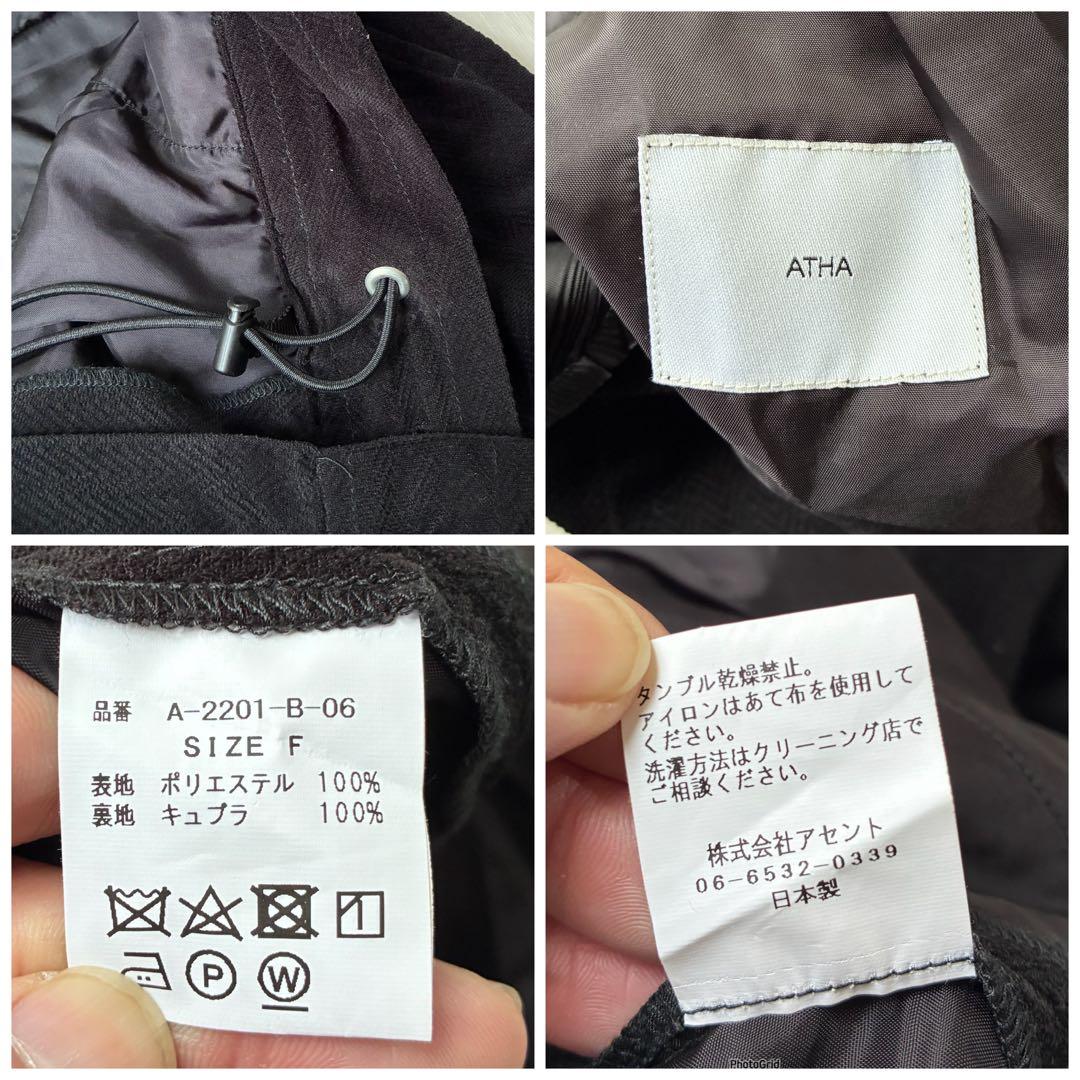 ATHA
品番 A-2201-B-06
SIZE F
表地 ポリエステル 100%
裏地 キュプラ 100%
P
W
タンブル乾燥禁止。
アイロンはあて布を使用して
ください。
洗濯方法はクリーニング店で
ご相談ください。
株式会社アセント
06-6532-0339
日本製
PhotoGrid